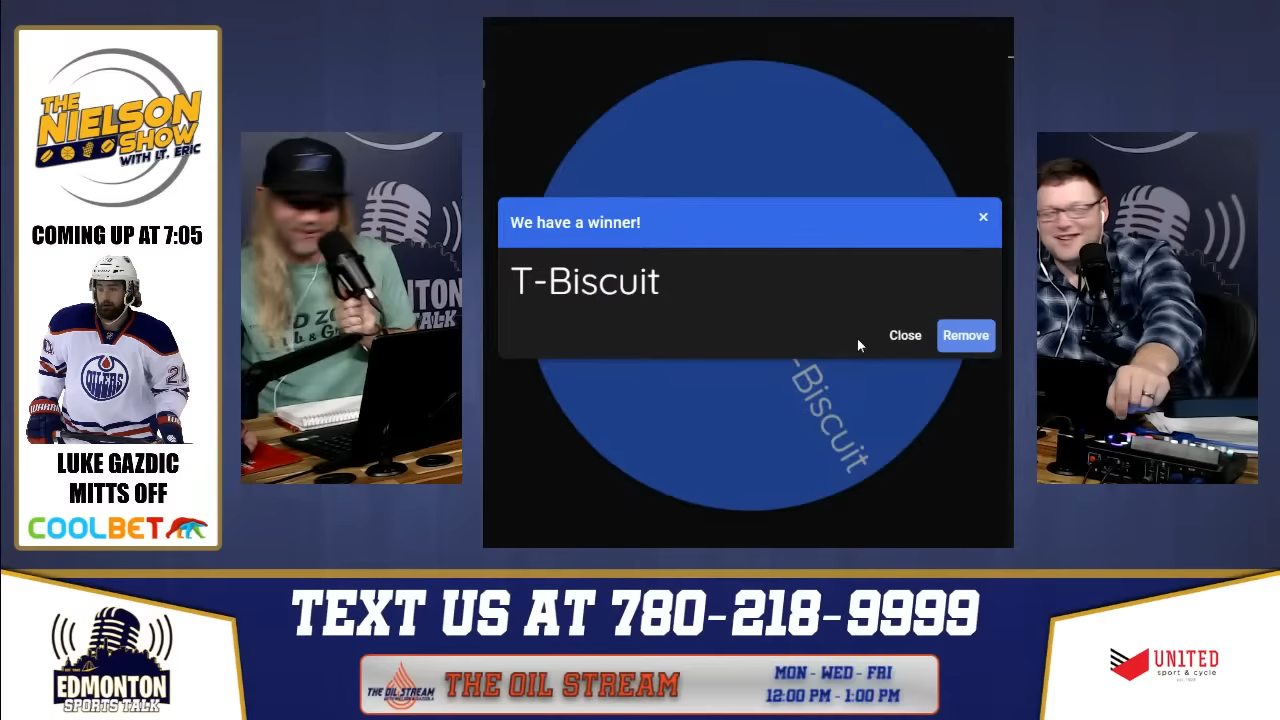 THE
NIELSON
SHOW
WITH LT. ERIC
COMING UP AT 7:05
OILERS
LUKE GAZDIC
MITTS OFF
COOLBET
We have a winner!
×
T-Biscuit
Close
Remove
-Biscuit
TEXT US AT 780-218-9999
EDMONTON
SPORTS TALK
THE OIL STREAM
THE OIL STREAM
MON - WED - FRI
12:00 PM - 1:00 PM
UNITED
sport & cycle